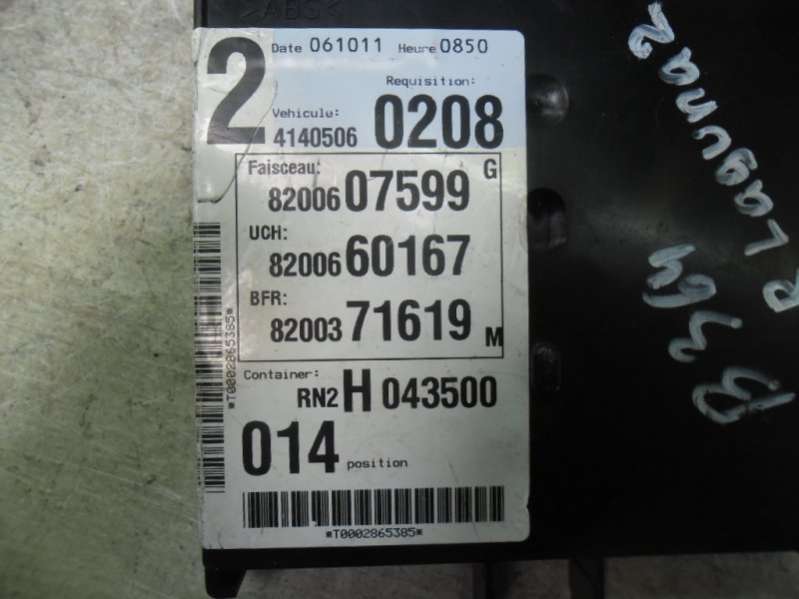 >ABS<
Date 061011 Heure 0850
2
Requisition:
Vehicule:
4140506 0208
Faisceau: G
82006 07599
UCH:
82006 60167
BFR:
82003 71619 M
Container:
RN2 H 043500
014 position
*T0002865385*
*T0002865385*
R Laguna2
B364